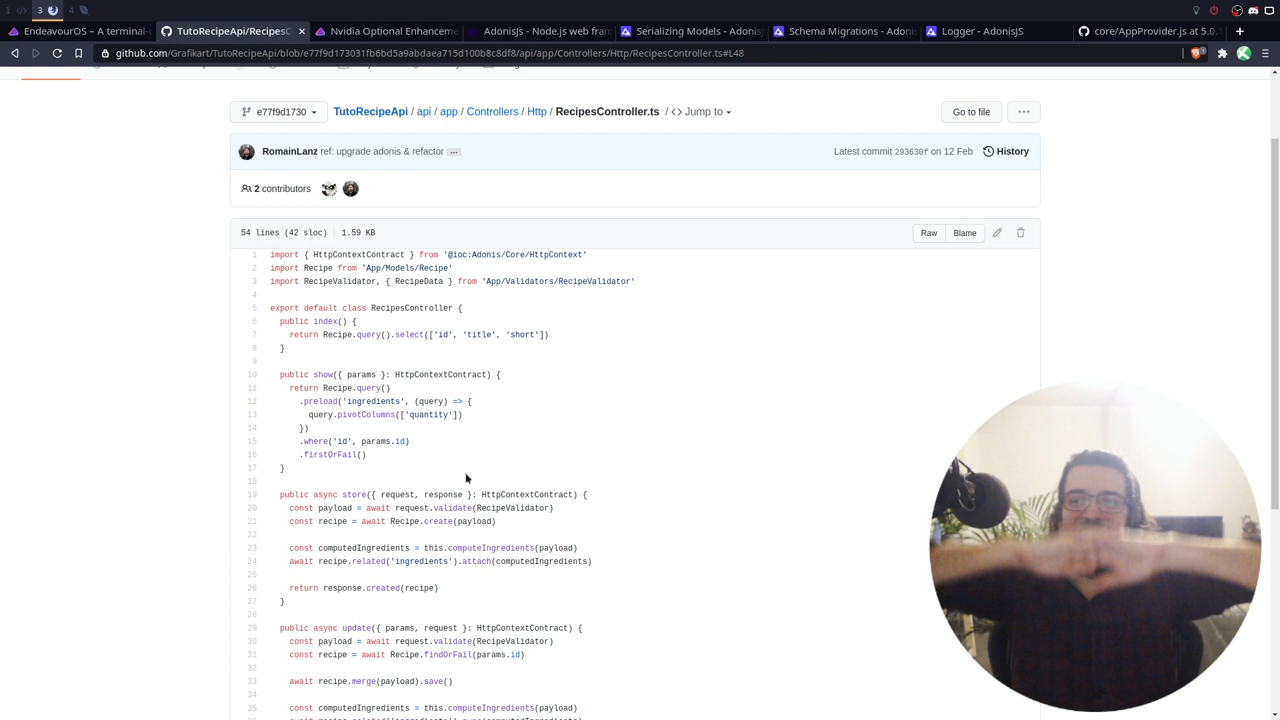 1
3
4
EndeavourOS – A terminal-c
TutoRecipeApi/RecipesC
Nvidia Optional Enhanceme
AdonisJs - Node.js web fran
Serializing Models - Adonis
Schema Migrations - Adonis
Logger - AdonisJS
core/AppProvider.js at 5.0.1
github.com/Grafikart/TutoRecipeApi/blob/e77f9d173031fb6bd5a9abdaea715d100b8c8df8/api/app/Controllers/Http/RecipesController.ts#L48
e77f9d1730
TutoRecipeApi / api / app / Controllers / Http / RecipesController.ts / <> Jump to
Go to file
···
RomainLanz ref: upgrade adonis & refactor ...
Latest commit 293630f on 12 Feb
History
2 contributors
54 lines (42 sloc) | 1.59 KB
Raw
Blame
1 import { HttpContextContract } from '@ioc:Adonis/Core/HttpContext'
2 import Recipe from 'App/Models/Recipe'
3 import RecipeValidator, { RecipeData } from 'App/Validators/RecipeValidator'
4
5 export default class RecipesController {
6 public index() {
7 return Recipe.query().select(['id', 'title', 'short'])
8 }
9
10 public show({ params }: HttpContextContract) {
11 return Recipe.query()
12 .preload('ingredients', (query) => {
13 query.pivotColumns(['quantity'])
14 })
15 .where('id', params.id)
16 .firstOrFail()
17 }
18
19 public async store({ request, response }: HttpContextContract) {
20 const payload = await request.validate(RecipeValidator)
21 const recipe = await Recipe.create(payload)
22
23 const computedIngredients = this.computeIngredients(payload)
24 await recipe.related('ingredients').attach(computedIngredients)
25
26 return response.created(recipe)
27 }
28
29 public async update({ params, request }: HttpContextContract) {
30 const payload = await request.validate(RecipeValidator)
31 const recipe = await Recipe.findOrFail(params.id)
32
33 await recipe.merge(payload).save()
34
35 const computedIngredients = this.computeIngredients(payload)